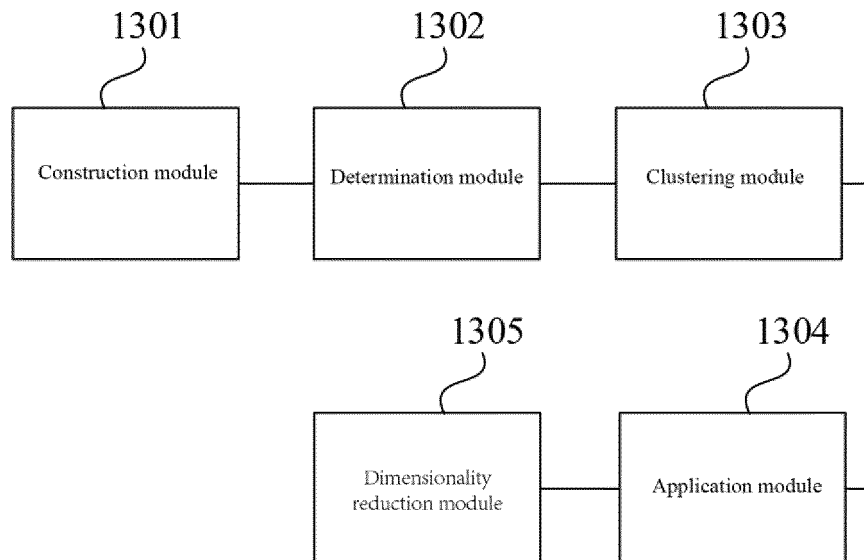 1301
1302
1303
Construction module
Determination module
Clustering module
1305
1304
Dimensionality
reduction module
Application module